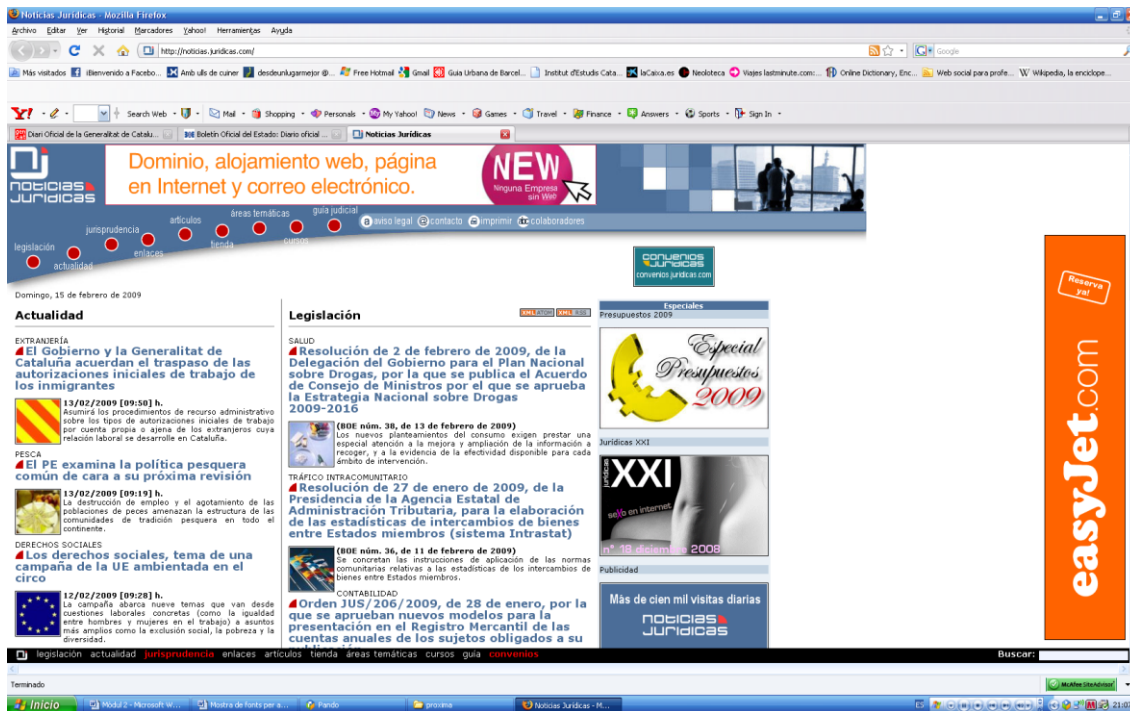 Noticias Jurídicas - Mozilla Firefox
Archivo Editar Ver Historial Marcadores Yahoo! Herramientas Ayuda
http://noticias.juridicas.com/
Google
Más visitados iBienvenido a Facebo... Amb ulls de cuiner desdeunlugarmejor @... Free Hotmail Gmail Guia Urbana de Barcel... Institut d'Estudis Cata... laCaixa.es Neoloteca Viajes lastminute.com:... Online Dictionary, Enc... Web social para profe... Wikipedia, la enciclope...
Y! Search Web Mail Shopping Personals My Yahoo! News Games Travel Finance Answers Sports Sign In
Diari Oficial de la Generalitat de Catalu... Boletín Oficial del Estado: Diario oficial ... Noticias Jurídicas
noticias
Juridicas
Dominio, alojamiento web, página
en Internet y correo electrónico.
NEW
Ninguna Empresa
sin Web
legislación actualidad jurisprudencia enlaces artículos tienda áreas temáticas cursos guía judicial
aviso legal contacto imprimir colaboradores
convenios
Juridicas
convenios.juridicas.com
Domingo, 15 de febrero de 2009
Actualidad
EXTRANJERÍA
El Gobierno y la Generalitat de
Cataluña acuerdan el traspaso de las
autorizaciones iniciales de trabajo de
los inmigrantes
13/02/2009 [09:50] h.
Asumirá los procedimientos de recurso administrativo
sobre los tipos de autorizaciones iniciales de trabajo
por cuenta propia o ajena de los extranjeros cuya
relación laboral se desarrolle en Cataluña.
PESCA
El PE examina la política pesquera
común de cara a su próxima revisión
13/02/2009 [09:19] h.
La destrucción de empleo y el agotamiento de las
poblaciones de peces amenazan la estructura de las
comunidades de tradición pesquera en todo el
continente.
DERECHOS SOCIALES
Los derechos sociales, tema de una
campaña de la UE ambientada en el
circo
12/02/2009 [09:28] h.
La campaña abarca nueve temas que van desde
cuestiones laborales concretas (como la igualdad
entre hombres y mujeres en el trabajo) a asuntos
más amplios como la exclusión social, la pobreza y la
diversidad.
Legislación
XML ATOM XML RSS
SALUD
Resolución de 2 de febrero de 2009, de la
Delegación del Gobierno para el Plan Nacional
sobre Drogas, por la que se publica el Acuerdo
de Consejo de Ministros por el que se aprueba
la Estrategia Nacional sobre Drogas
2009-2016
(BOE núm. 38, de 13 de febrero de 2009)
Los nuevos planteamientos del consumo exigen prestar una
especial atención a la mejora y ampliación de la información a
recoger, y a la evidencia de la efectividad disponible para cada
ámbito de intervención.
TRÁFICO INTRACOMUNITARIO
Resolución de 27 de enero de 2009, de la
Presidencia de la Agencia Estatal de
Administración Tributaria, para la elaboración
de las estadísticas de intercambios de bienes
entre Estados miembros (sistema Intrastat)
(BOE núm. 36, de 11 de febrero de 2009)
Se concretan las instrucciones de aplicación de las normas
comunitarias relativas a las estadísticas de los intercambios de
bienes entre Estados miembros.
CONTABILIDAD
Orden JUS/206/2009, de 28 de enero, por la
que se aprueban nuevos modelos para la
presentación en el Registro Mercantil de las
cuentas anuales de los sujetos obligados a su
publicación
Especiales
Presupuestos 2009
Especial
Presupuestos
2009
Jurídicas XXI
juridicas
XXI
sexo en internet
n° 18 diciembre 2008
Publicidad
Más de cien mil visitas diarias
noticias
Juridicas
Reserva
ya!
easyJet.com
legislación actualidad jurisprudencia enlaces artículos tienda áreas temáticas cursos guía convenios Buscar:
Terminado
McAfee SiteAdvisor
Inicio Mòdul 2 - Microsoft W... Mostra de fonts per a... Pando proxima Noticias Jurídicas - M...